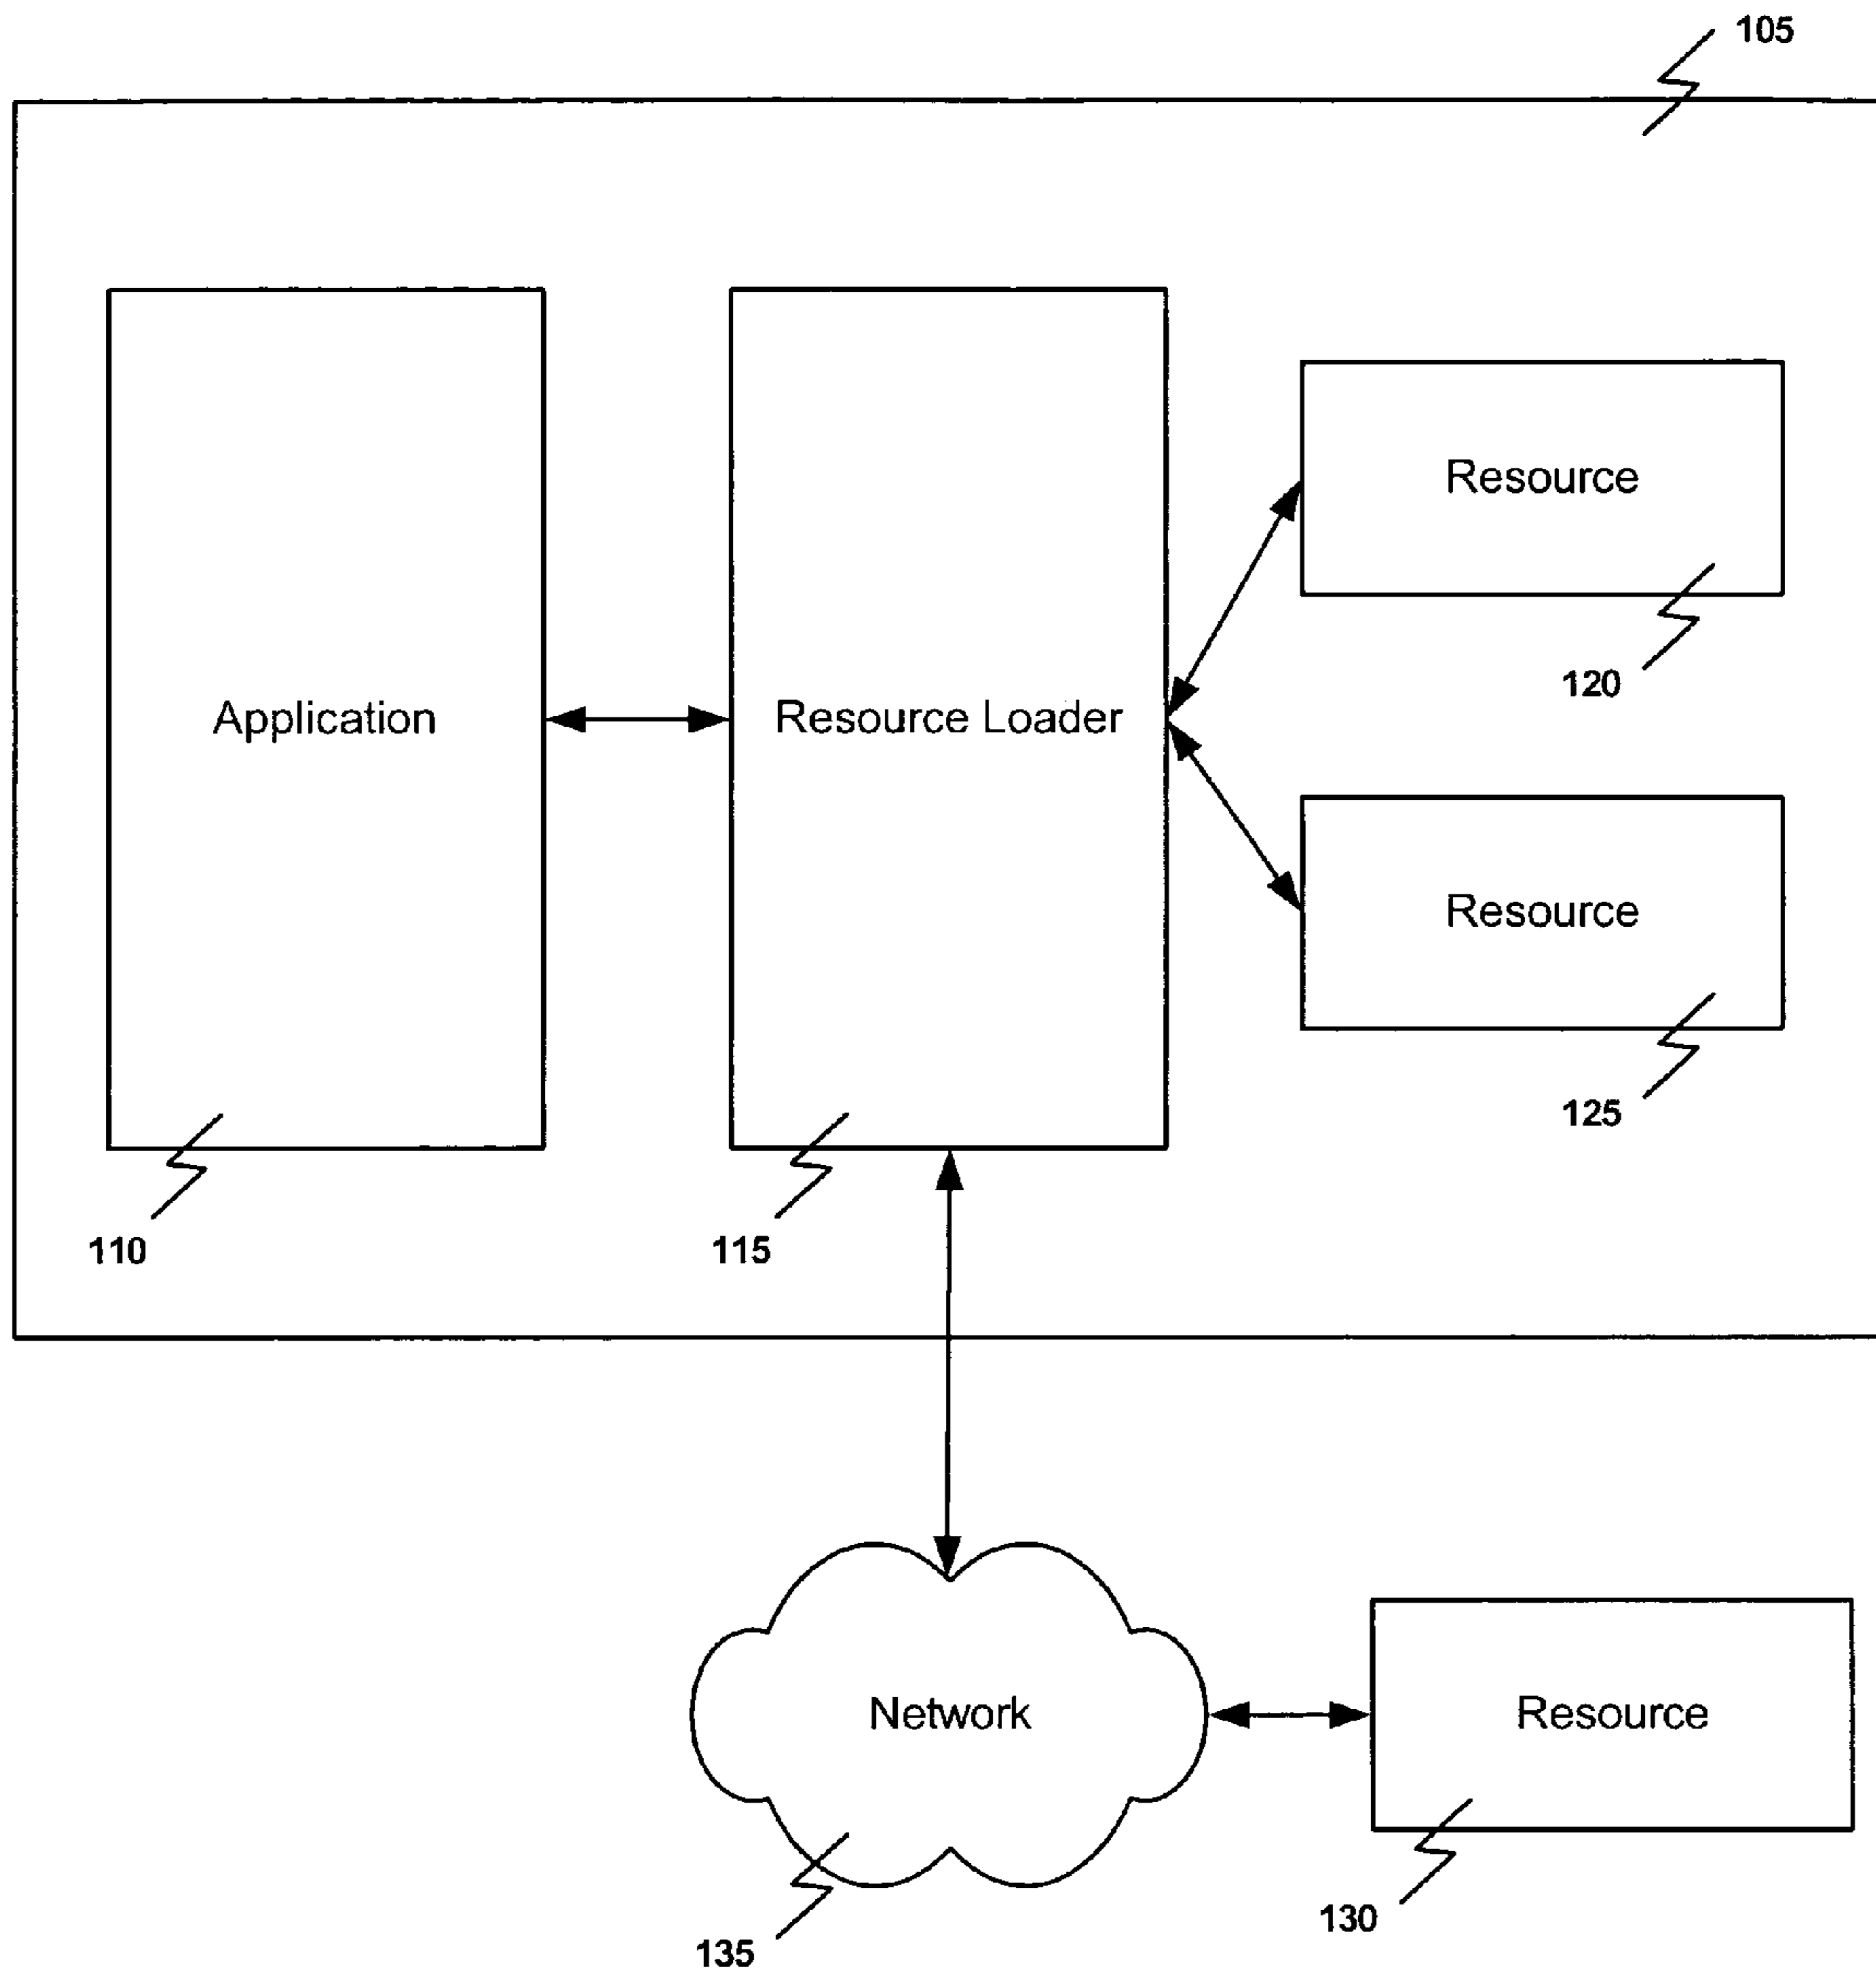 105
Resource
120
Application
Resource Loader
Resource
125
110
115
Network
Resource
130
135